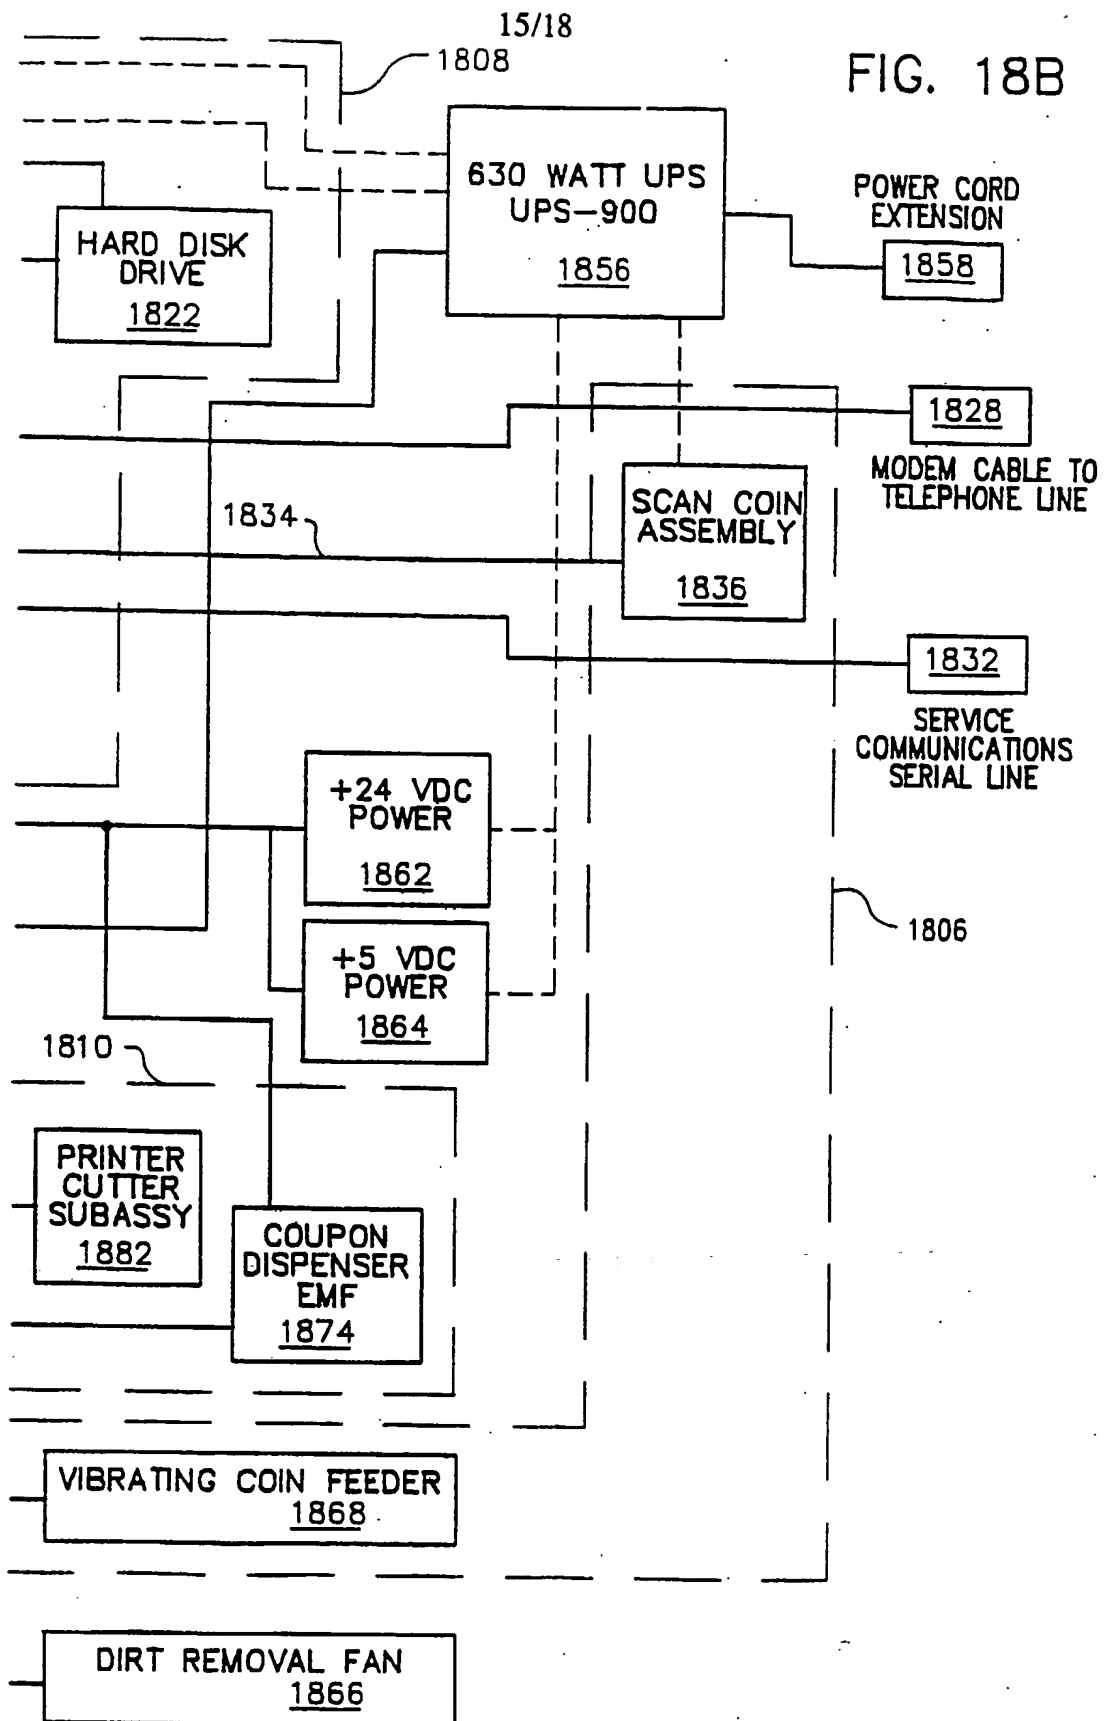 15/18
FIG. 18B
1808
630 WATT UPS
UPS-900
1856
POWER CORD
EXTENSION
1858
HARD DISK
DRIVE
1822
1828
MODEM CABLE TO
TELEPHONE LINE
1834
SCAN COIN
ASSEMBLY
1836
1832
SERVICE
COMMUNICATIONS
SERIAL LINE
+24 VDC
POWER
1862
1806
+5 VDC
POWER
1864
1810
PRINTER
CUTTER
SUBASSY
1882
COUPON
DISPENSER
EMF
1874
VIBRATING COIN FEEDER
1868
DIRT REMOVAL FAN
1866